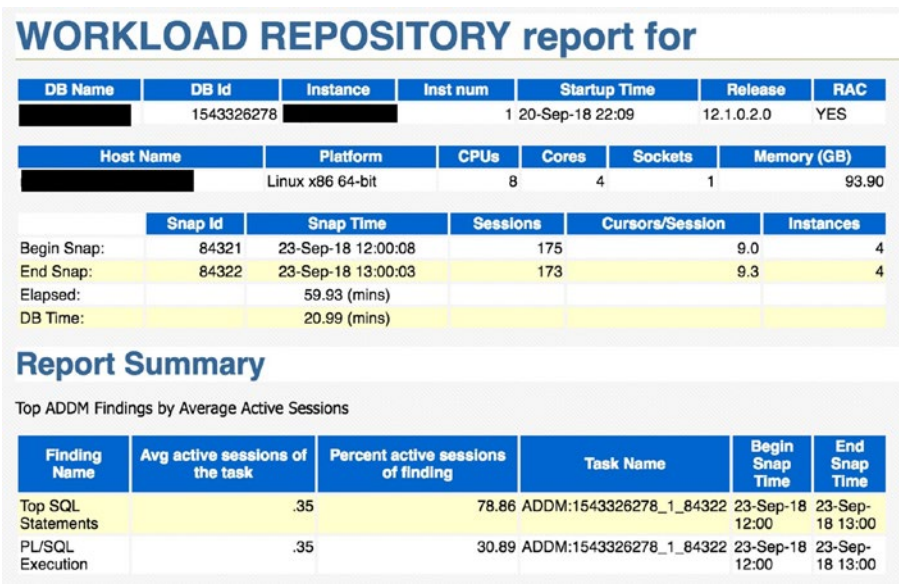 WORKLOAD REPOSITORY report for
DB Name DB Id Instance Inst num Startup Time Release RAC
1543326278 1 20-Sep-18 22:09 12.1.0.2.0 YES
Host Name Platform CPUs Cores Sockets Memory (GB)
Linux x86 64-bit 8 4 1 93.90
Snap Id Snap Time Sessions Cursors/Session Instances
Begin Snap: 84321 23-Sep-18 12:00:08 175 9.0 4
End Snap: 84322 23-Sep-18 13:00:03 173 9.3 4
Elapsed: 59.93 (mins)
DB Time: 20.99 (mins)
Report Summary
Top ADDM Findings by Average Active Sessions
Finding Name Avg active sessions of the task Percent active sessions of finding Task Name Begin Snap Time End Snap Time
Top SQL Statements .35 78.86 ADDM:1543326278_1_84322 23-Sep-18 12:00 23-Sep-18 13:00
PL/SQL Execution .35 30.89 ADDM:1543326278_1_84322 23-Sep-18 12:00 23-Sep-18 13:00